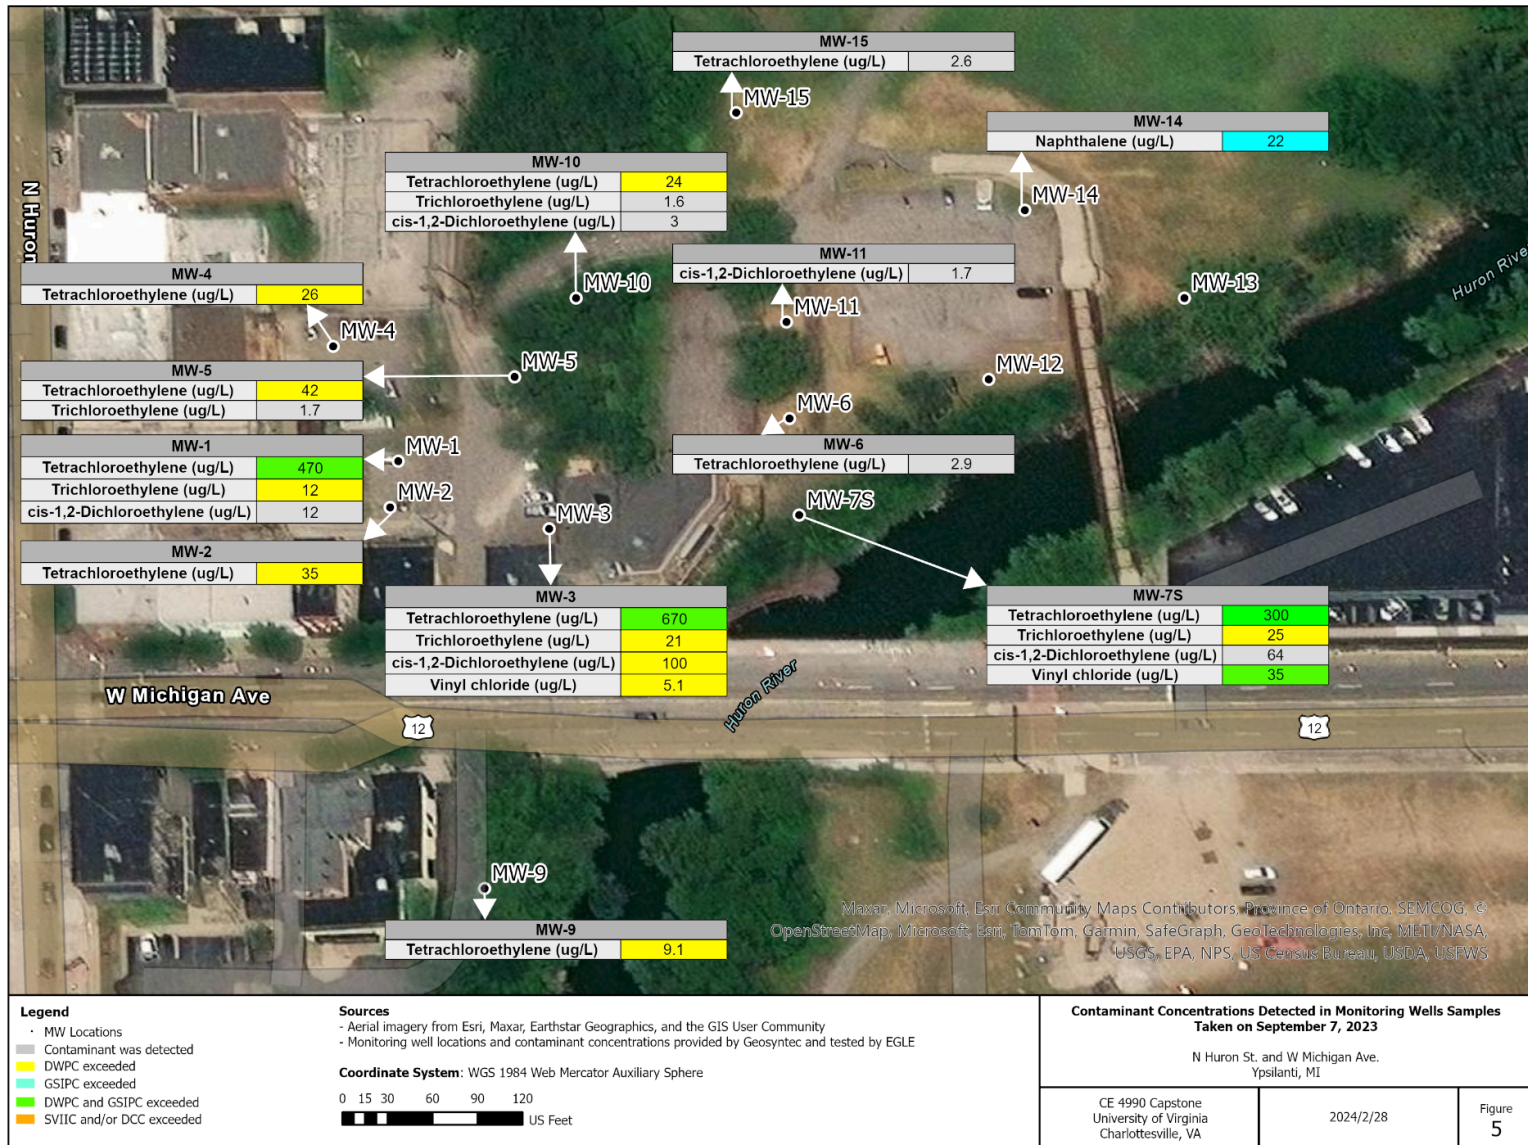 MW-15
Tetrachloroethylene (ug/L) 2.6
MW-15
MW-14
Naphthalene (ug/L) 22
MW-14
MW-10
Tetrachloroethylene (ug/L) 24
Trichloroethylene (ug/L) 1.6
cis-1,2-Dichloroethylene (ug/L) 3
MW-10
N Huron
MW-11
cis-1,2-Dichloroethylene (ug/L) 1.7
MW-11
MW-13
Huron River
MW-4
Tetrachloroethylene (ug/L) 26
MW-4
MW-5
Tetrachloroethylene (ug/L) 42
Trichloroethylene (ug/L) 1.7
MW-5
MW-12
MW-6
MW-6
Tetrachloroethylene (ug/L) 2.9
MW-1
Tetrachloroethylene (ug/L) 470
Trichloroethylene (ug/L) 12
cis-1,2-Dichloroethylene (ug/L) 12
MW-1
MW-2
MW-2
Tetrachloroethylene (ug/L) 35
MW-3
MW-7S
MW-3
Tetrachloroethylene (ug/L) 670
Trichloroethylene (ug/L) 21
cis-1,2-Dichloroethylene (ug/L) 100
Vinyl chloride (ug/L) 5.1
MW-7S
Tetrachloroethylene (ug/L) 300
Trichloroethylene (ug/L) 25
cis-1,2-Dichloroethylene (ug/L) 64
Vinyl chloride (ug/L) 35
W Michigan Ave
Huron River
12
12
MW-9
MW-9
Tetrachloroethylene (ug/L) 9.1
Maxar, Microsoft, Esri Community Maps Contributors, Province of Ontario, SEMCOG, ©
OpenStreetMap, Microsoft, Esri, TomTom, Garmin, SafeGraph, GeoTechnologies, Inc, METI/NASA,
USGS, EPA, NPS, US Census Bureau, USDA, USFWS
Legend
MW Locations
Contaminant was detected
DWPC exceeded
GSIPC exceeded
DWPC and GSIPC exceeded
SVIIC and/or DCC exceeded
Sources
- Aerial imagery from Esri, Maxar, Earthstar Geographics, and the GIS User Community
- Monitoring well locations and contaminant concentrations provided by Geosyntec and tested by EGLE
Coordinate System: WGS 1984 Web Mercator Auxiliary Sphere
0 15 30 60 90 120
US Feet
Contaminant Concentrations Detected in Monitoring Wells Samples
Taken on September 7, 2023
N Huron St. and W Michigan Ave.
Ypsilanti, MI
CE 4990 Capstone
University of Virginia
Charlottesville, VA
2024/2/28
Figure
5